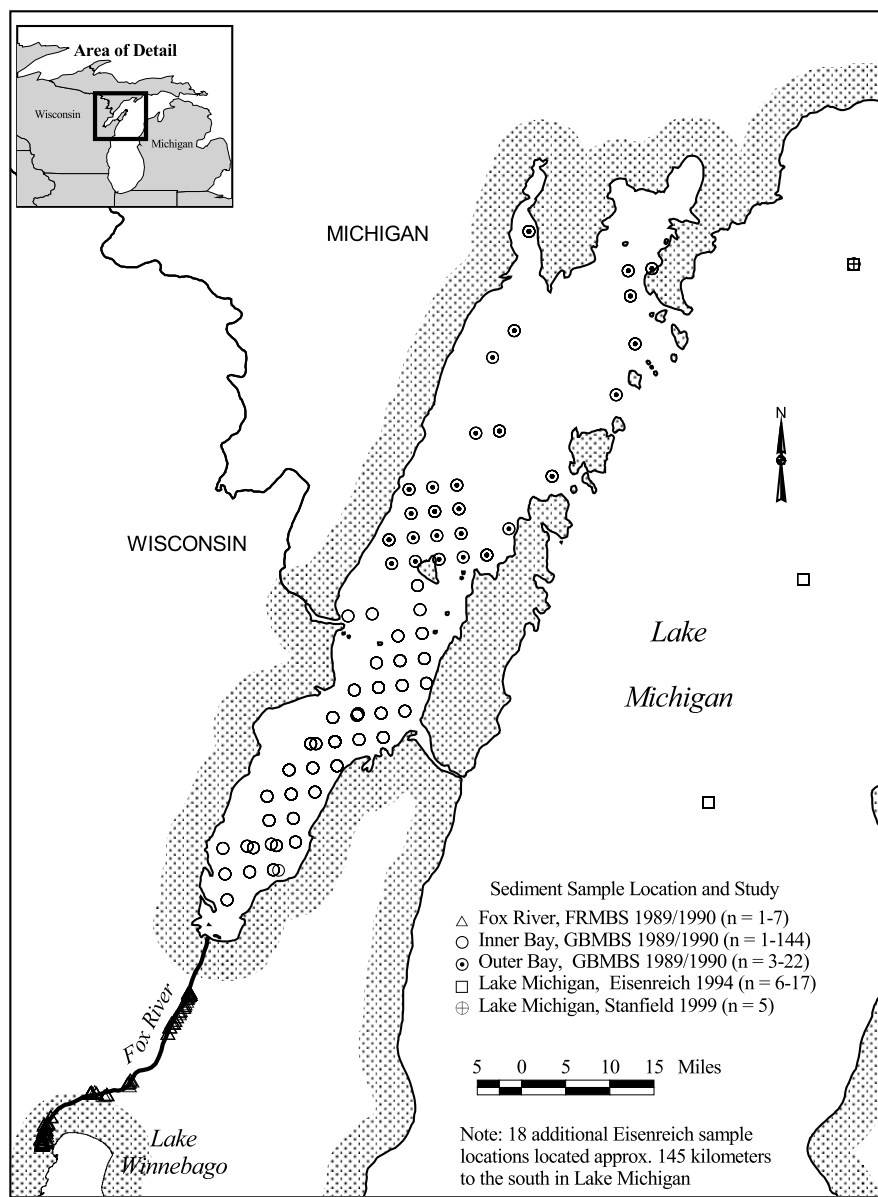 Area of Detail
Wisconsin
Michigan
MICHIGAN
N
WISCONSIN
Lake
Michigan
Sediment Sample Location and Study
Fox River, FRMBS 1989/1990 (n = 1-7)
Inner Bay, GBMBS 1989/1990 (n = 1-144)
Outer Bay, GBMBS 1989/1990 (n = 3-22)
Lake Michigan, Eisenreich 1994 (n = 6-17)
Lake Michigan, Stanfield 1999 (n = 5)
Fox River
5 0 5 10 15 Miles
Lake
Winnebago
Note: 18 additional Eisenreich sample
locations located approx. 145 kilometers
to the south in Lake Michigan